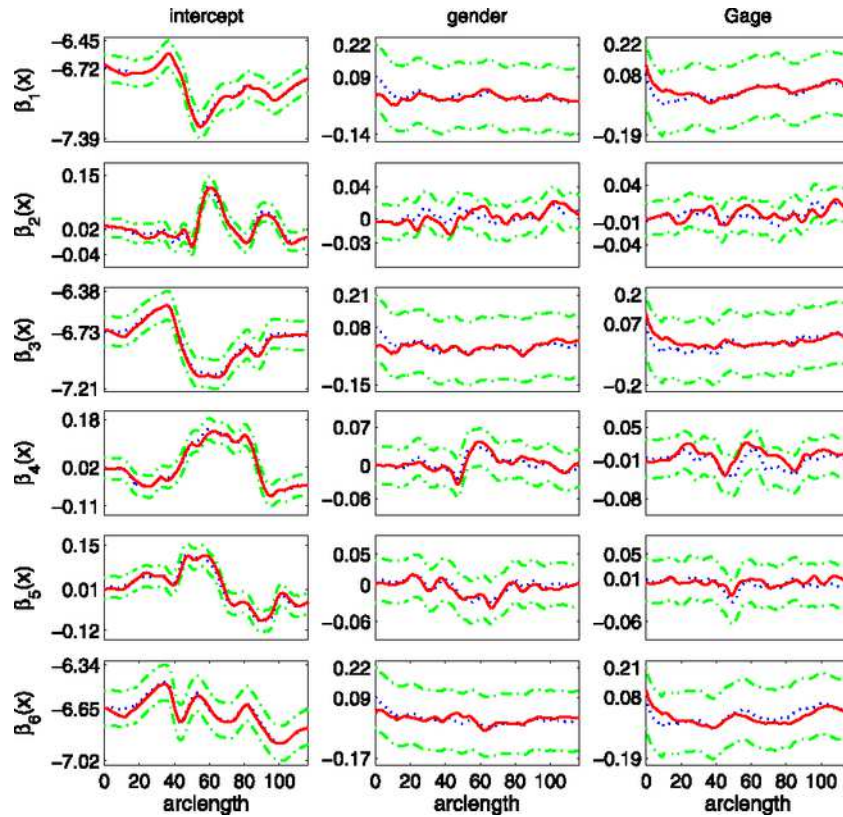 intercept gender Gage
β1(x) −6.45 −6.72 −7.39 0.22 0.09 −0.14 0.22 0.08 −0.19
β2(x) 0.15 0.02 −0.04 0.04 0 −0.03 0.04 −0.01 −0.04
β3(x) −6.38 −6.73 −7.21 0.21 0.08 −0.15 0.2 0.07 −0.2
β4(x) 0.18 0.02 −0.11 0.07 0 −0.06 0.05 −0.01 −0.08
β5(x) 0.15 0.01 −0.12 0.05 0 −0.06 0.05 0.01 −0.06
β6(x) −6.34 −6.65 −7.02 0.22 0.09 −0.17 0.21 0.08 −0.19
0 20 40 60 80 100 0 20 40 60 80 100 0 20 40 60 80 100
arclength arclength arclength